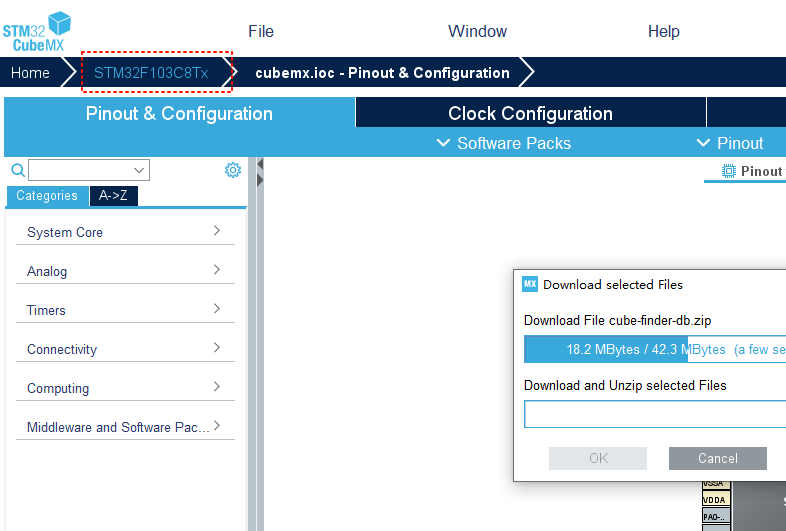 STM32
CubeMX
File
Window
Help
Home
STM32F103C8Tx
cubemx.ioc - Pinout & Configuration
Pinout & Configuration
Clock Configuration
Software Packs
Pinout
Categories
A->Z
Pinout
System Core
Analog
Timers
Connectivity
Computing
Middleware and Software Pac...
MX Download selected Files
Download File cube-finder-db.zip
18.2 MBytes / 42.3 MBytes (a few se
Download and Unzip selected Files
OK
Cancel
VSSA
VDDA
PA0-..